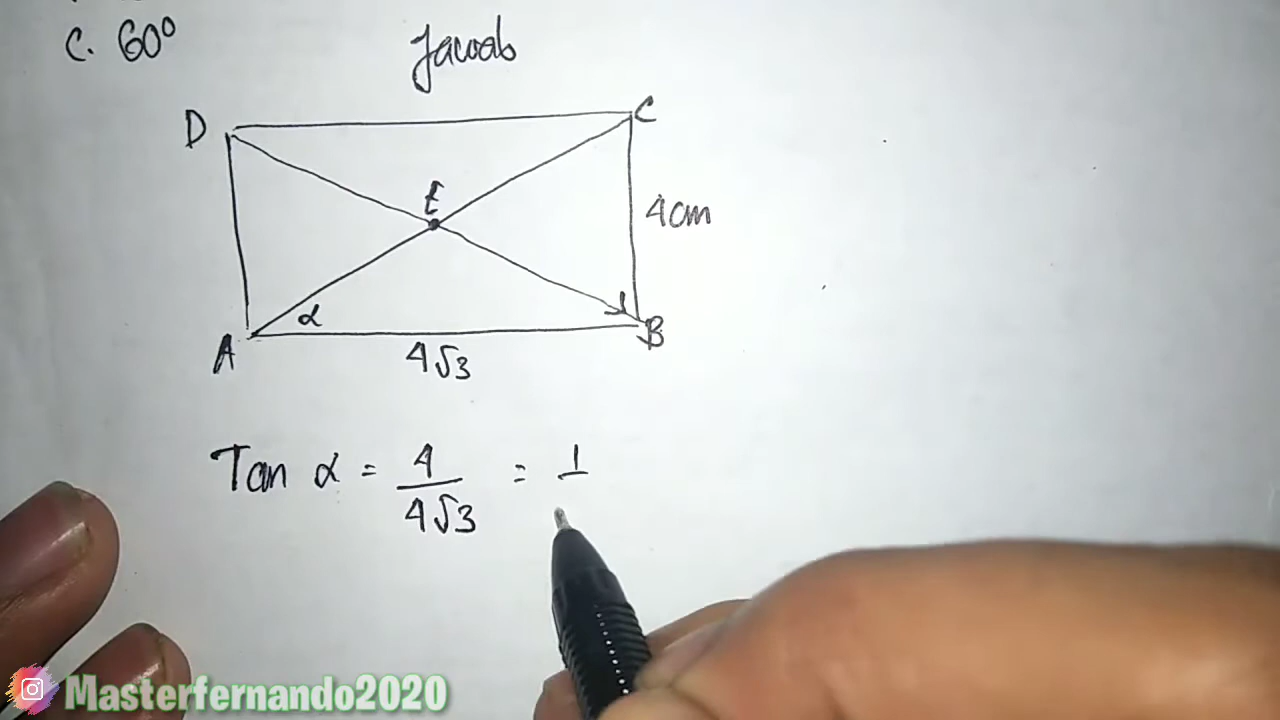 C. 60°
Jawab
D
C
E
4cm
α
A
B
4√3
Tan α = 4/4√3 = 1
Masterfernando2020